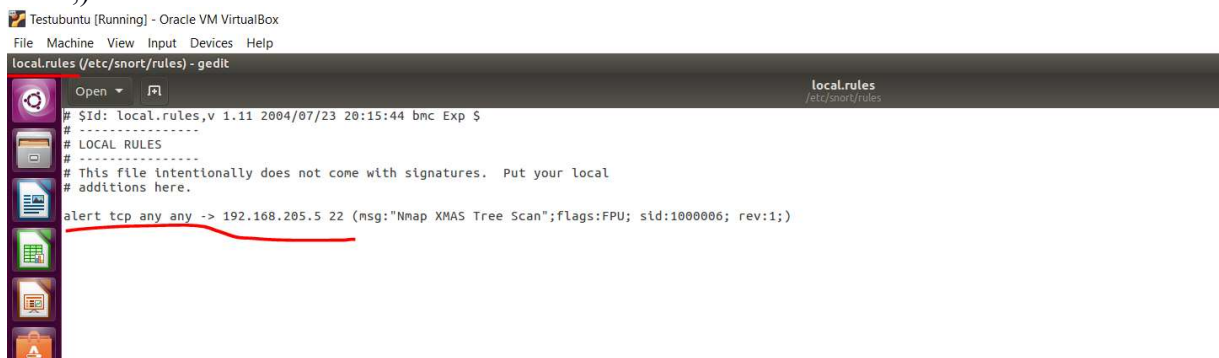 Testubuntu [Running] - Oracle VM VirtualBox
File Machine View Input Devices Help
local.rules (/etc/snort/rules) - gedit
Open
local.rules
/etc/snort/rules
# $Id: local.rules,v 1.11 2004/07/23 20:15:44 bmc Exp $
# ----------------
# LOCAL RULES
# ----------------
# This file intentionally does not come with signatures.  Put your local
# additions here.
alert tcp any any -> 192.168.205.5 22 (msg:"Nmap XMAS Tree Scan";flags:FPU; sid:1000006; rev:1;)